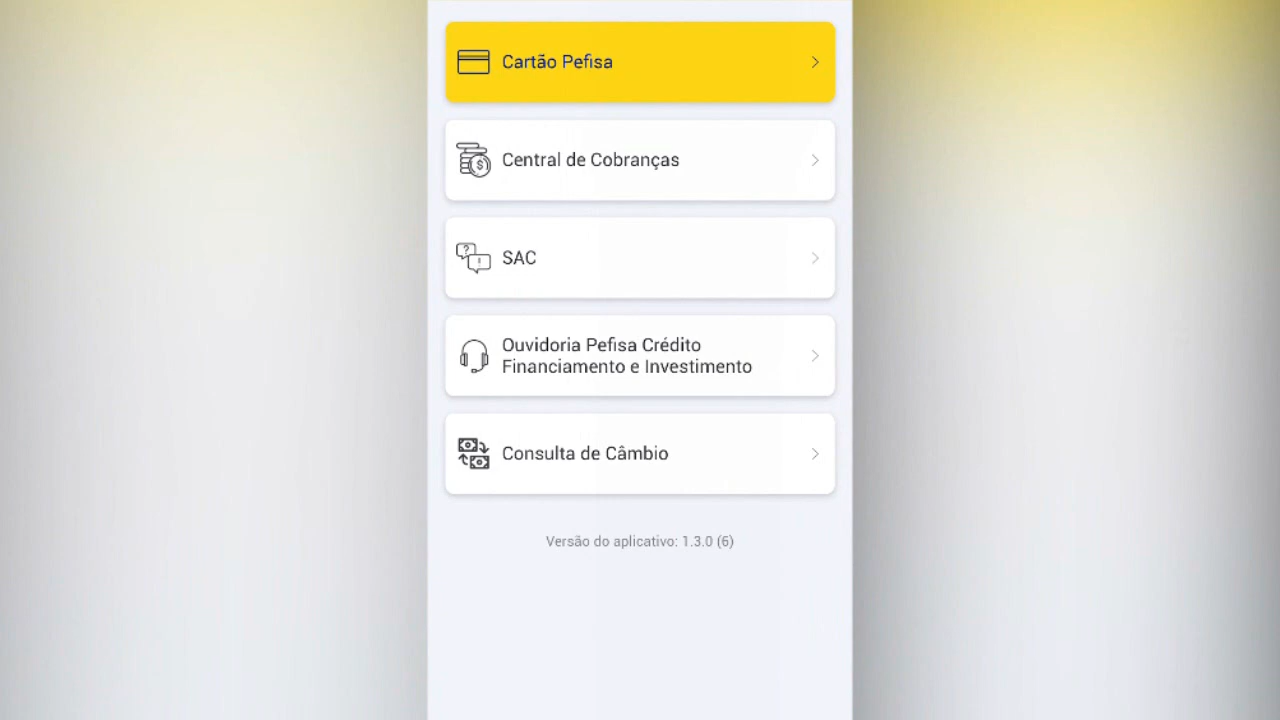 Cartão Pefisa
Central de Cobranças
SAC
Ouvidoria Pefisa Crédito
Financiamento e Investimento
Consulta de Câmbio
Versão do aplicativo: 1.3.0 (6)